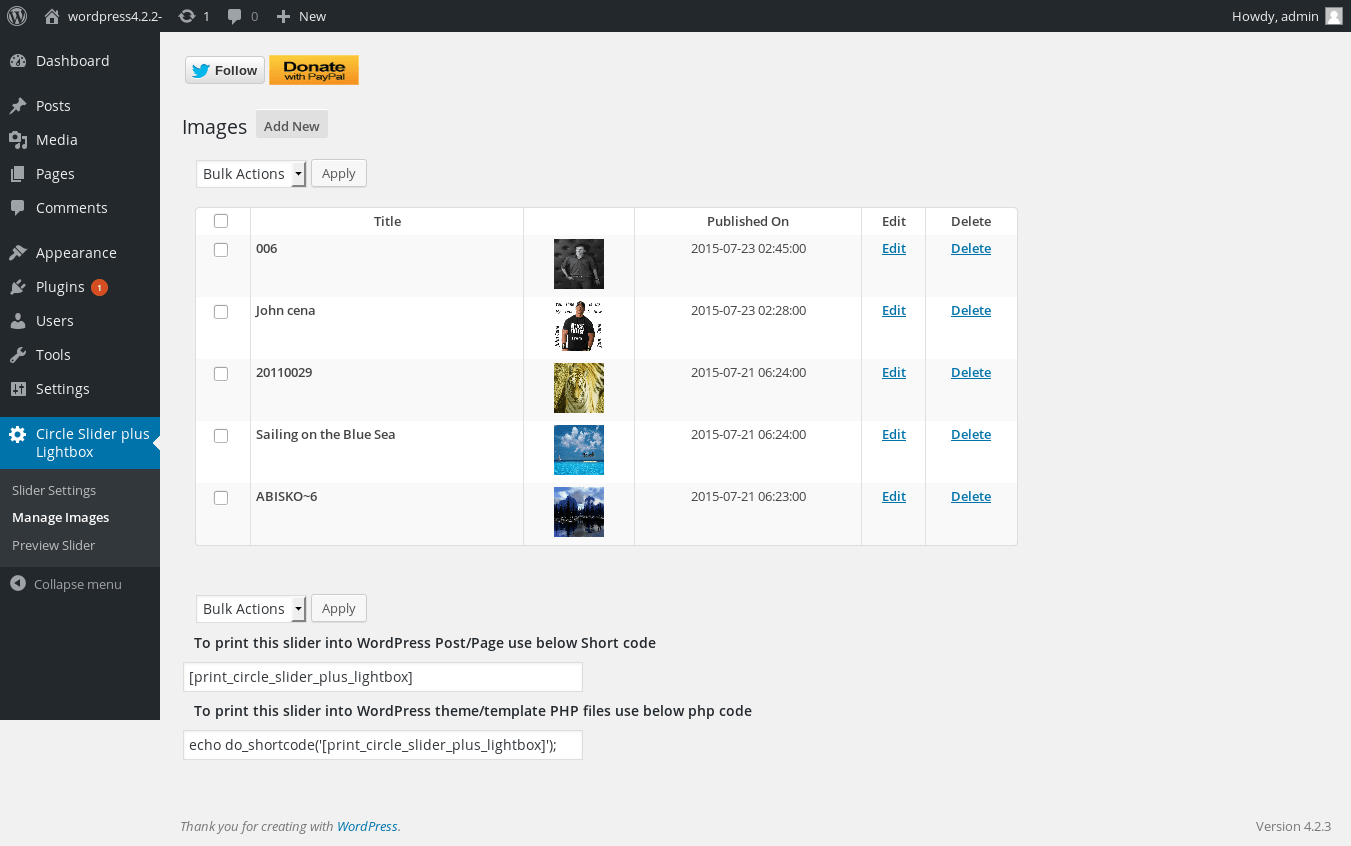 wordpress4.2.2- 1 0 New Howdy, admin
Dashboard
Posts
Media
Pages
Comments
Appearance
Plugins 1
Users
Tools
Settings
Circle Slider plus
Lightbox
Slider Settings
Manage Images
Preview Slider
Collapse menu
Follow
Donate
with PayPal
Images Add New
Bulk Actions Apply
Title Published On Edit Delete
006 2015-07-23 02:45:00 Edit Delete
John cena 2015-07-23 02:28:00 Edit Delete
20110029 2015-07-21 06:24:00 Edit Delete
Sailing on the Blue Sea 2015-07-21 06:24:00 Edit Delete
ABISKO~6 2015-07-21 06:23:00 Edit Delete
Bulk Actions Apply
To print this slider into WordPress Post/Page use below Short code
[print_circle_slider_plus_lightbox]
To print this slider into WordPress theme/template PHP files use below php code
echo do_shortcode('[print_circle_slider_plus_lightbox]');
Thank you for creating with WordPress. Version 4.2.3